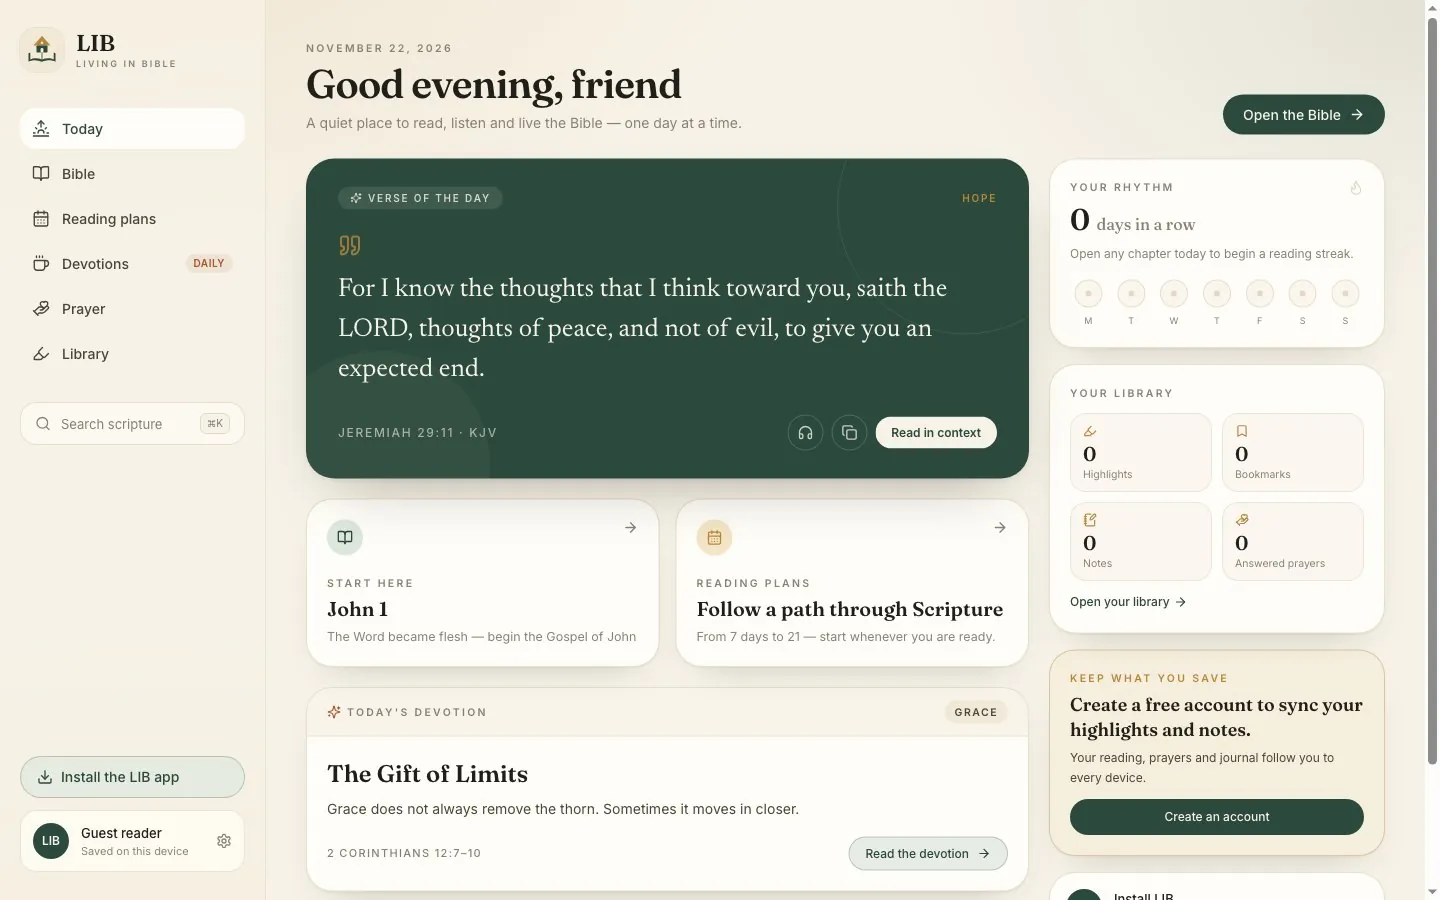 LIB
LIVING IN BIBLE
Today
Bible
Reading plans
Devotions
DAILY
Prayer
Library
Search scripture
⌘K
Install the LIB app
LIB
Guest reader
Saved on this device
NOVEMBER 22, 2026
Good evening, friend
A quiet place to read, listen and live the Bible — one day at a time.
Open the Bible
VERSE OF THE DAY
HOPE
For I know the thoughts that I think toward you, saith the
LORD, thoughts of peace, and not of evil, to give you an
expected end.
JEREMIAH 29:11 · KJV
Read in context
START HERE
John 1
The Word became flesh — begin the Gospel of John
READING PLANS
Follow a path through Scripture
From 7 days to 21 — start whenever you are ready.
TODAY'S DEVOTION
GRACE
The Gift of Limits
Grace does not always remove the thorn. Sometimes it moves in closer.
2 CORINTHIANS 12:7–10
Read the devotion
YOUR RHYTHM
0 days in a row
Open any chapter today to begin a reading streak.
M T W T F S S
YOUR LIBRARY
0
Highlights
0
Bookmarks
0
Notes
0
Answered prayers
Open your library
KEEP WHAT YOU SAVE
Create a free account to sync your
highlights and notes.
Your reading, prayers and journal follow you to
every device.
Create an account
Install LIB